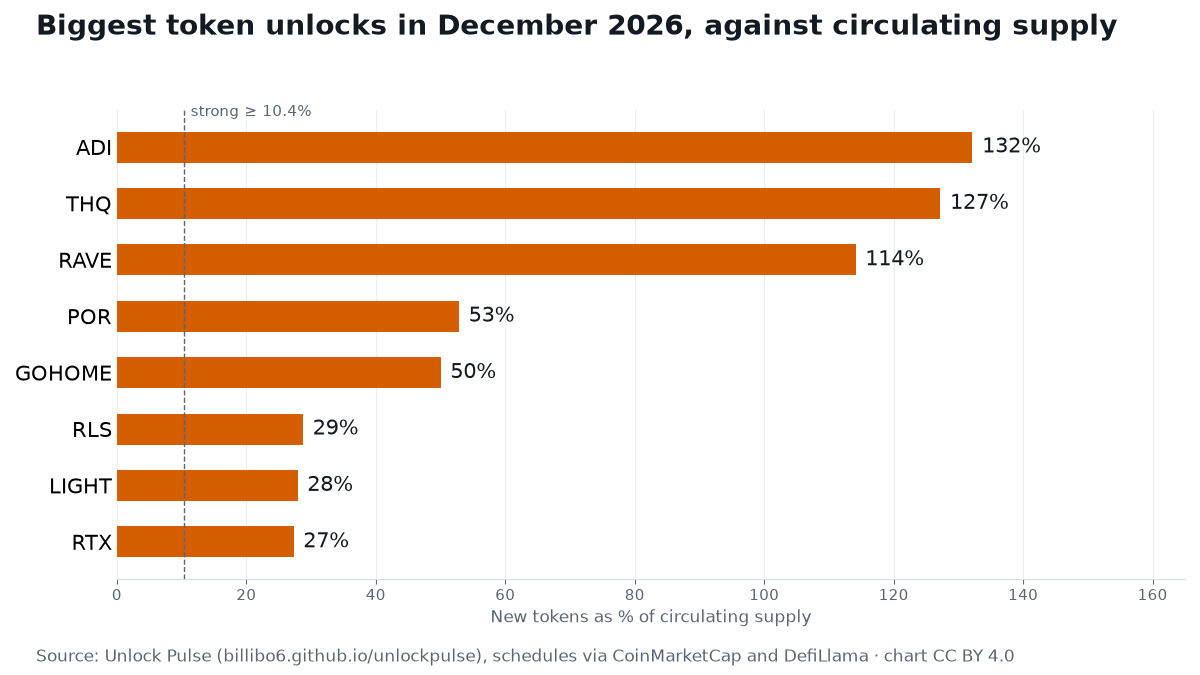 Biggest token unlocks in December 2026, against circulating supply
strong ≥ 10.4%
ADI 132%
THQ 127%
RAVE 114%
POR 53%
GOHOME 50%
RLS 29%
LIGHT 28%
RTX 27%
0 20 40 60 80 100 120 140 160
New tokens as % of circulating supply
Source: Unlock Pulse (billibo6.github.io/unlockpulse), schedules via CoinMarketCap and DefiLlama · chart CC BY 4.0